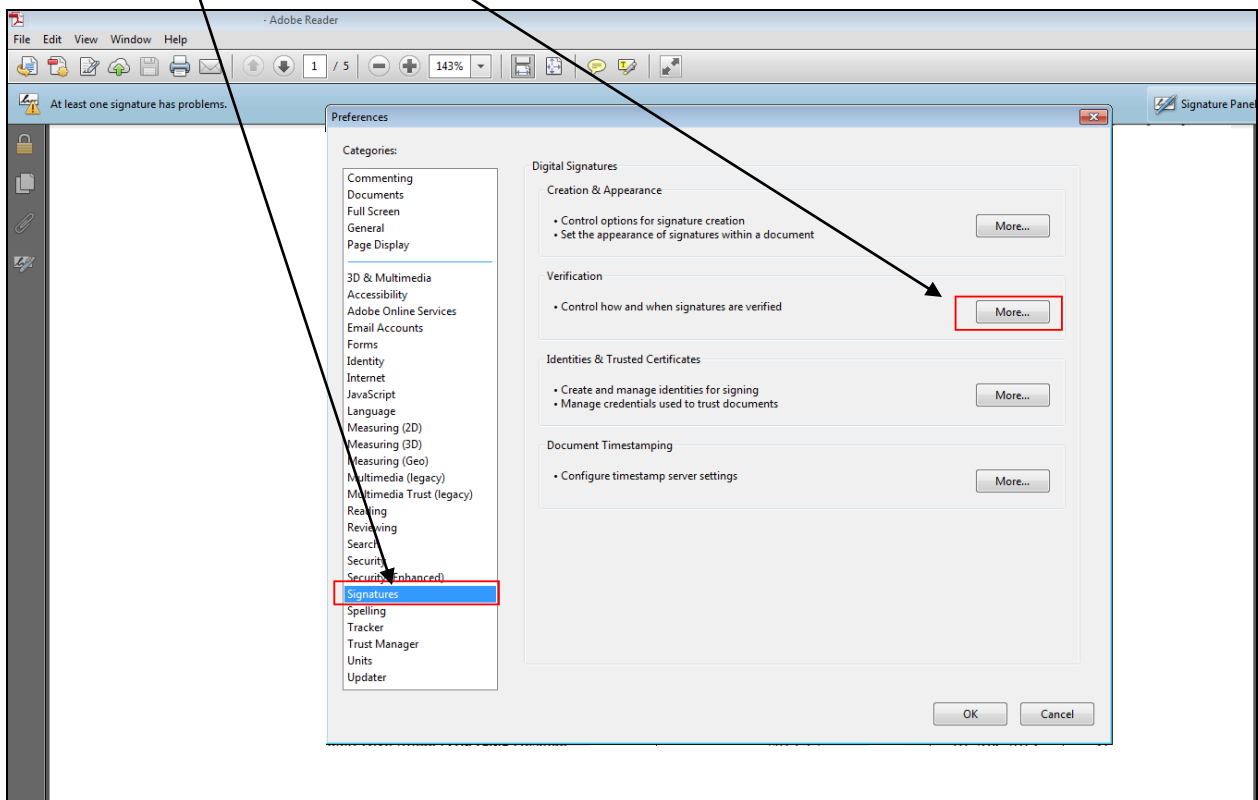 - Adobe Reader
File Edit View Window Help
1 / 5 143%
At least one signature has problems.
Signature Panel
Preferences
Categories:
Commenting
Documents
Full Screen
General
Page Display
3D & Multimedia
Accessibility
Adobe Online Services
Email Accounts
Forms
Identity
Internet
JavaScript
Language
Measuring (2D)
Measuring (3D)
Measuring (Geo)
Multimedia (legacy)
Multimedia Trust (legacy)
Reading
Reviewing
Search
Security
Security (Enhanced)
Signatures
Spelling
Tracker
Trust Manager
Units
Updater
Digital Signatures
Creation & Appearance
• Control options for signature creation
• Set the appearance of signatures within a document
More...
Verification
• Control how and when signatures are verified
More...
Identities & Trusted Certificates
• Create and manage identities for signing
• Manage credentials used to trust documents
More...
Document Timestamping
• Configure timestamp server settings
More...
OK Cancel